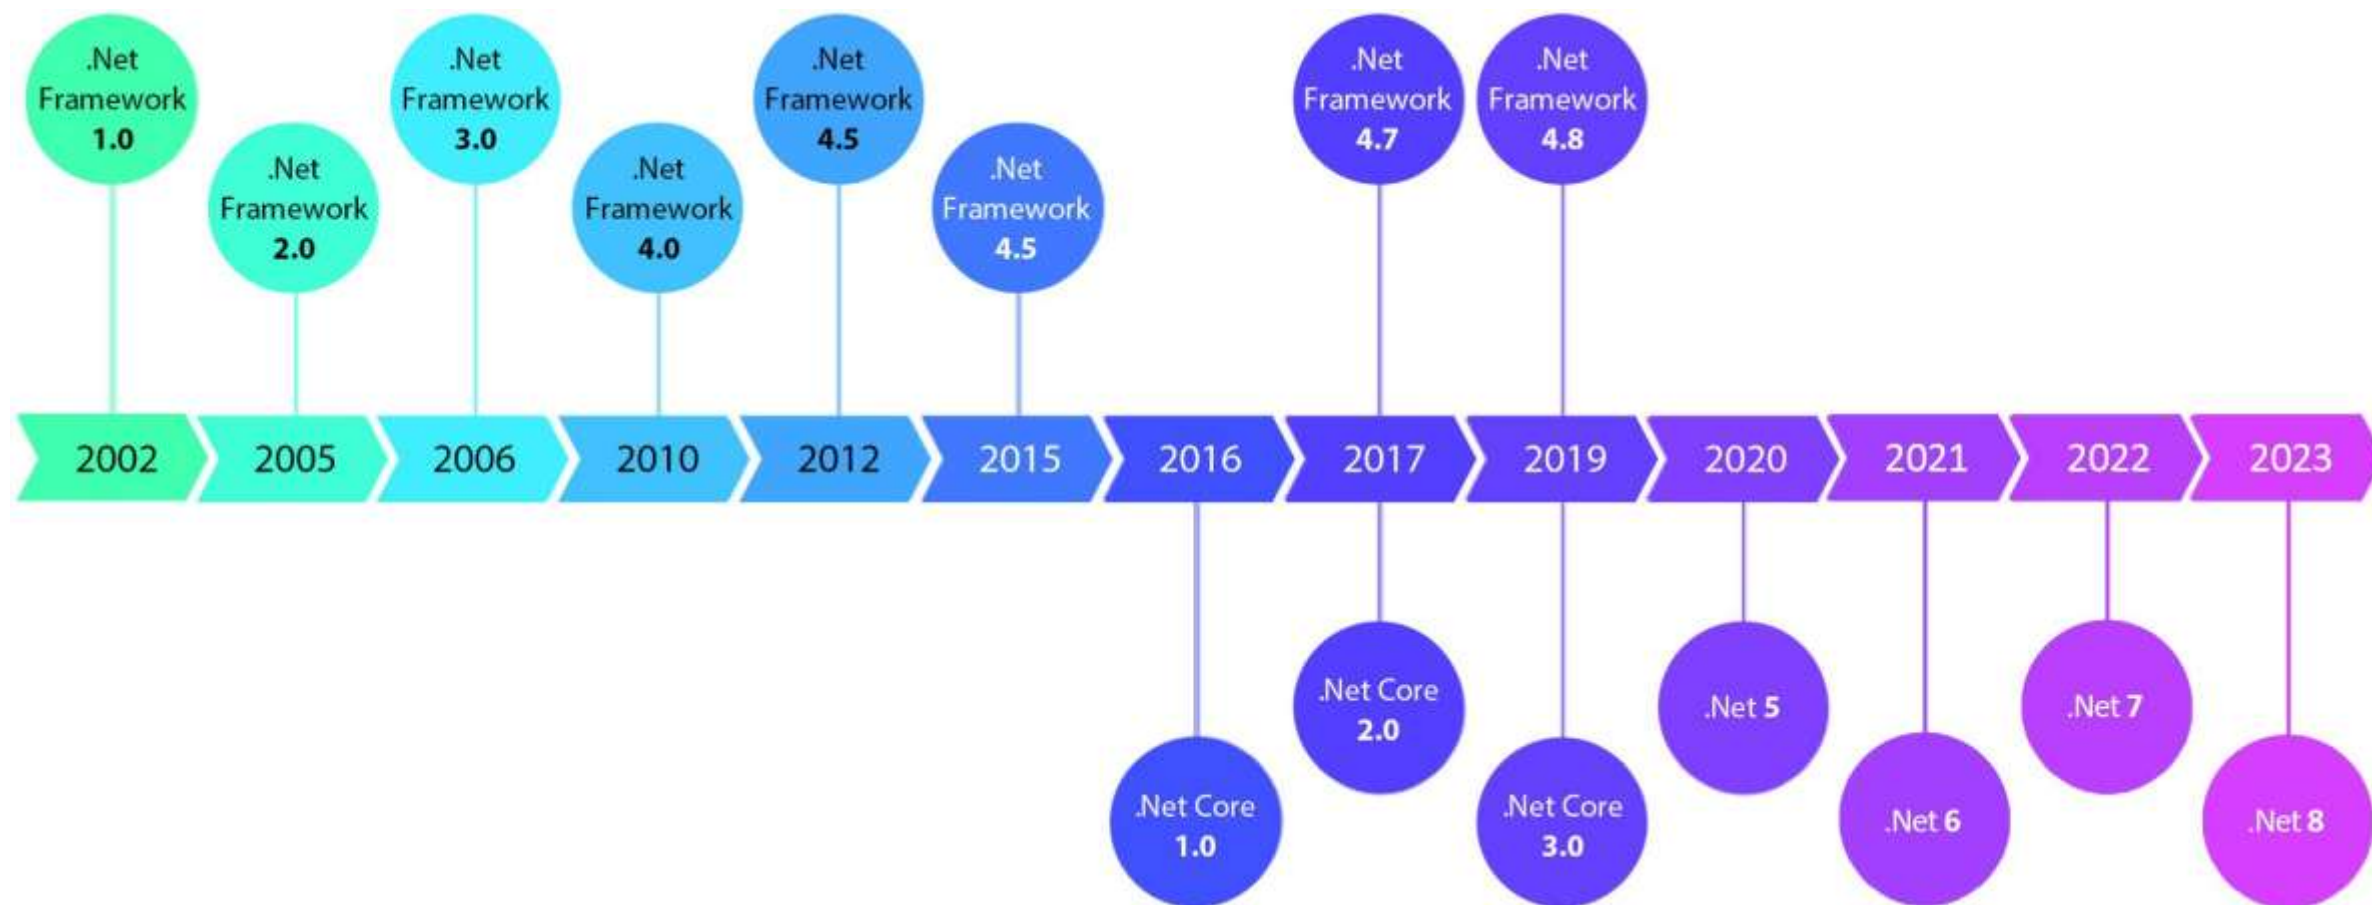 .Net
Framework
1.0
.Net
Framework
2.0
.Net
Framework
3.0
.Net
Framework
4.0
.Net
Framework
4.5
.Net
Framework
4.5
.Net
Framework
4.7
.Net
Framework
4.8
2002
2005
2006
2010
2012
2015
2016
2017
2019
2020
2021
2022
2023
.Net Core
1.0
.Net Core
2.0
.Net Core
3.0
.Net 5
.Net 6
.Net 7
.Net 8